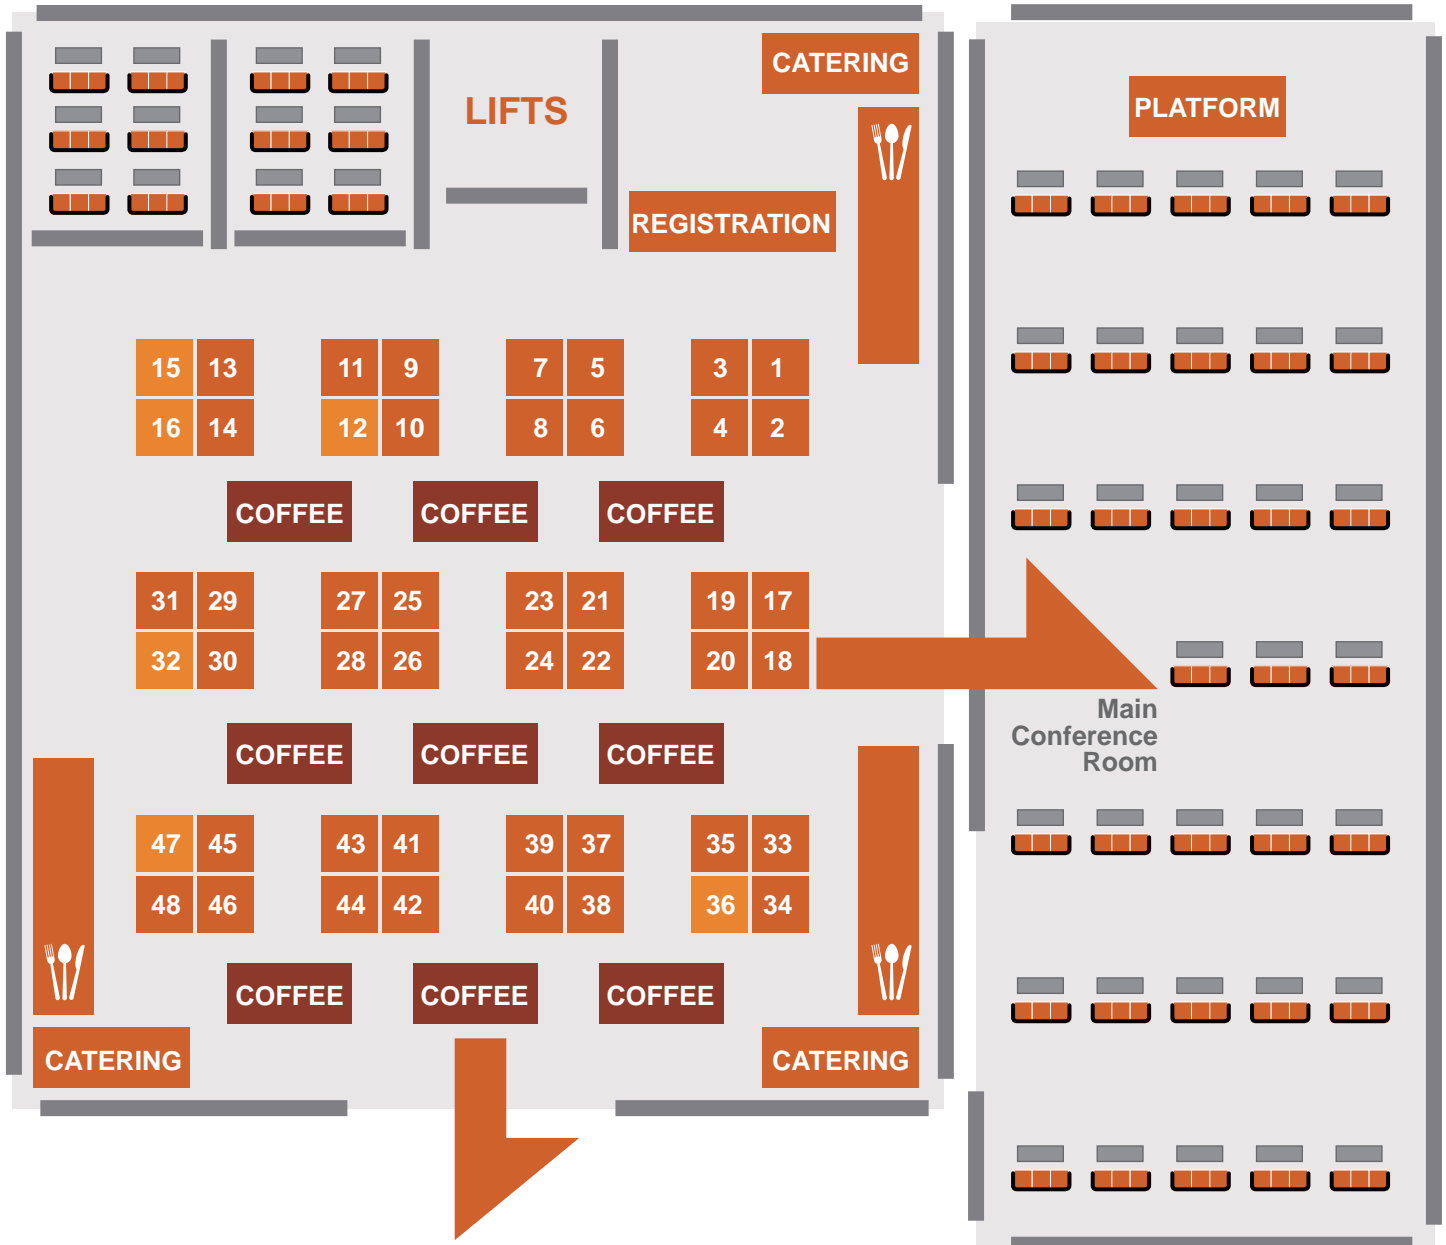 CATERING
LIFTS
PLATFORM
REGISTRATION
15 13 11 9 7 5 3 1
16 14 12 10 8 6 4 2
COFFEE COFFEE COFFEE
31 29 27 25 23 21 19 17
32 30 28 26 24 22 20 18
Main
Conference
Room
COFFEE COFFEE COFFEE
47 45 43 41 39 37 35 33
48 46 44 42 40 38 36 34
COFFEE COFFEE COFFEE
CATERING CATERING